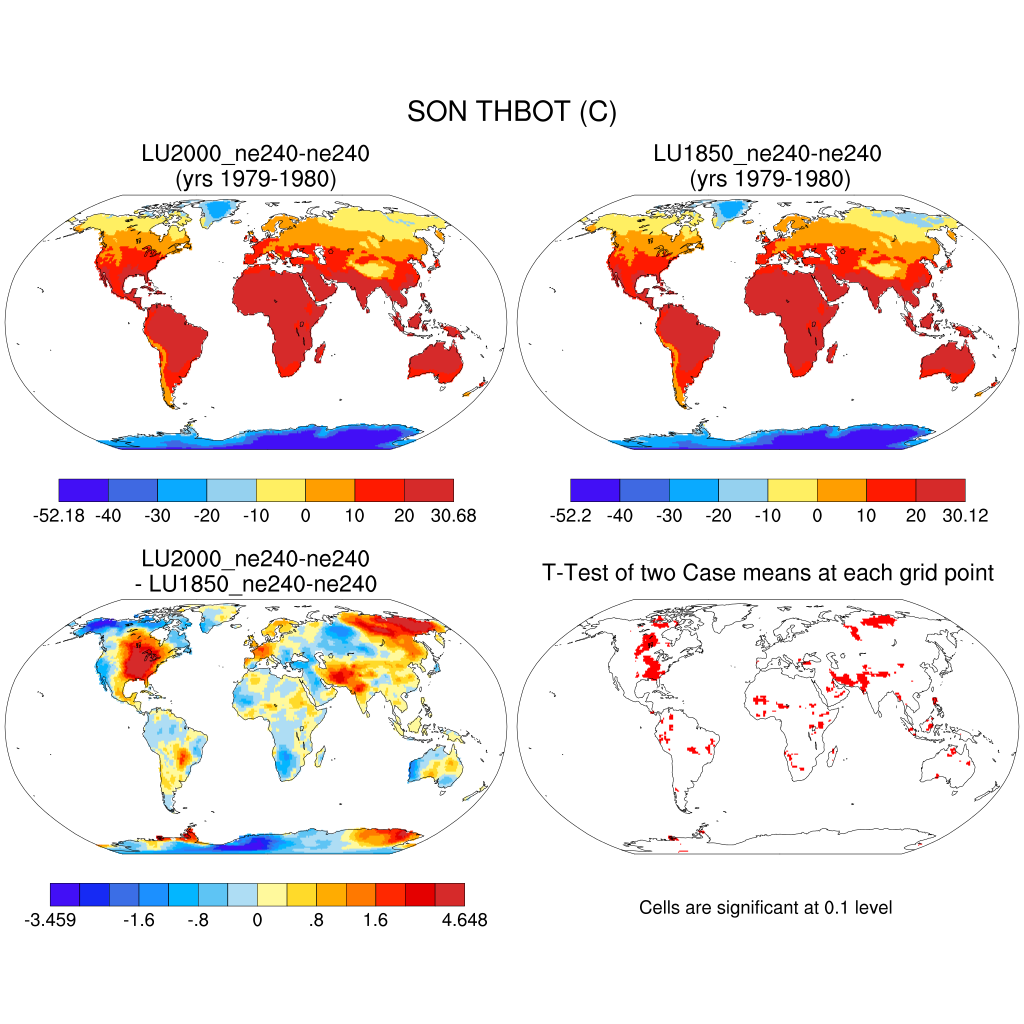 SON THBOT (C)
LU2000_ne240-ne240
(yrs 1979-1980)
LU1850_ne240-ne240
(yrs 1979-1980)
-52.18 -40 -30 -20 -10 0 10 20 30.68
-52.2 -40 -30 -20 -10 0 10 20 30.12
LU2000_ne240-ne240
- LU1850_ne240-ne240
T-Test of two Case means at each grid point
-3.459 -1.6 -.8 0 .8 1.6 4.648
Cells are significant at 0.1 level